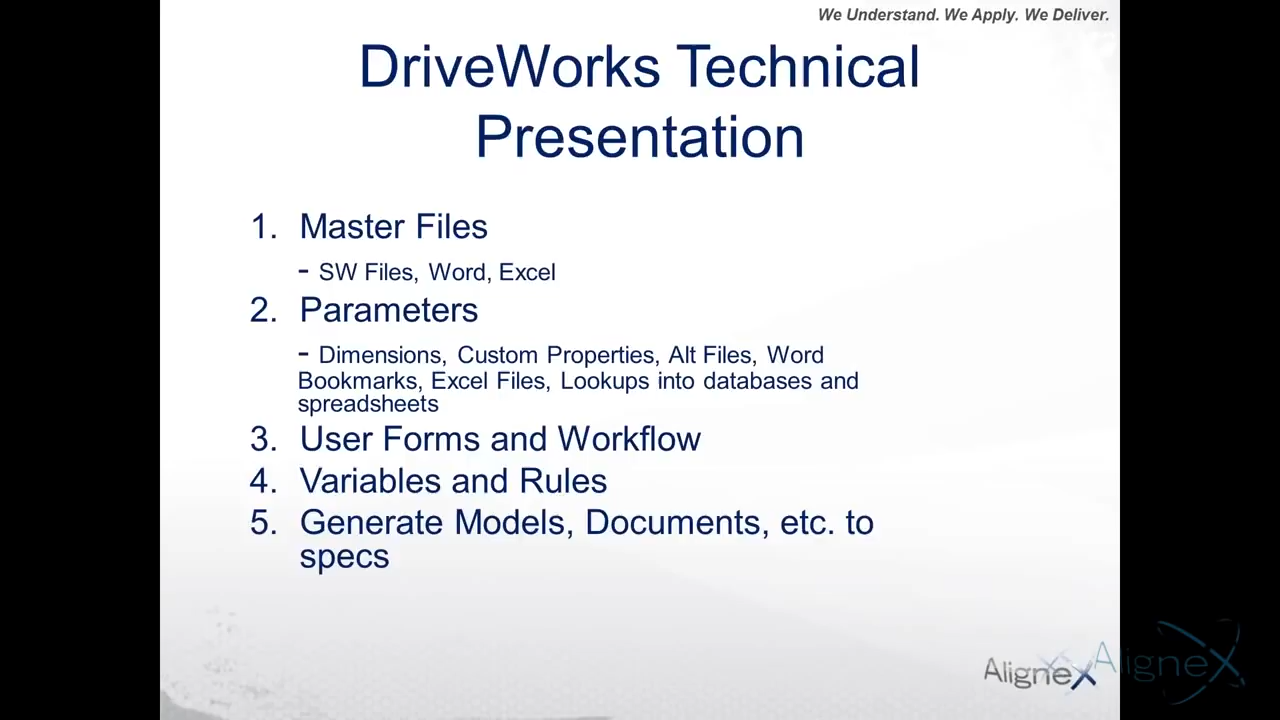 We Understand. We Apply. We Deliver.
DriveWorks Technical
Presentation
1. Master Files
- SW Files, Word, Excel
2. Parameters
- Dimensions, Custom Properties, Alt Files, Word
Bookmarks, Excel Files, Lookups into databases and
spreadsheets
3. User Forms and Workflow
4. Variables and Rules
5. Generate Models, Documents, etc. to
specs
AligneX
AligneX